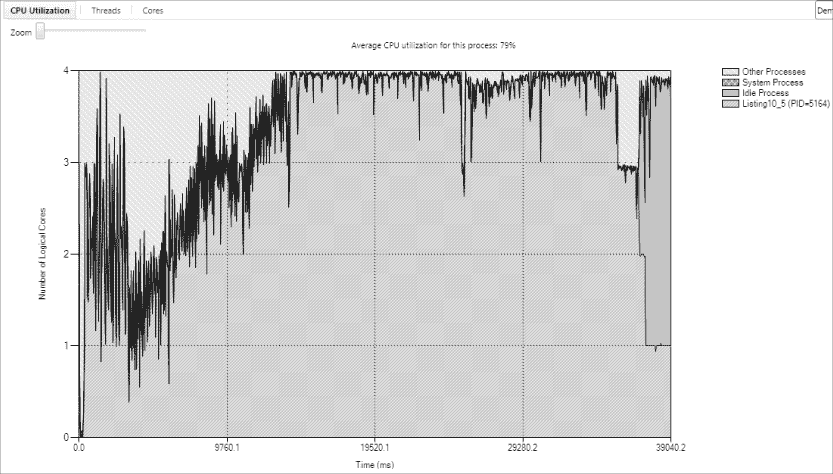 CPU Utilization Threads Cores Dem
Zoom
Average CPU utilization for this process: 79%
4
3
2
1
0
Number of Logical Cores
0.0 9760.1 19520.1 29280.2 39040.2
Time (ms)
Other Processes
System Process
Idle Process
Listing10_5 (PID=5164)